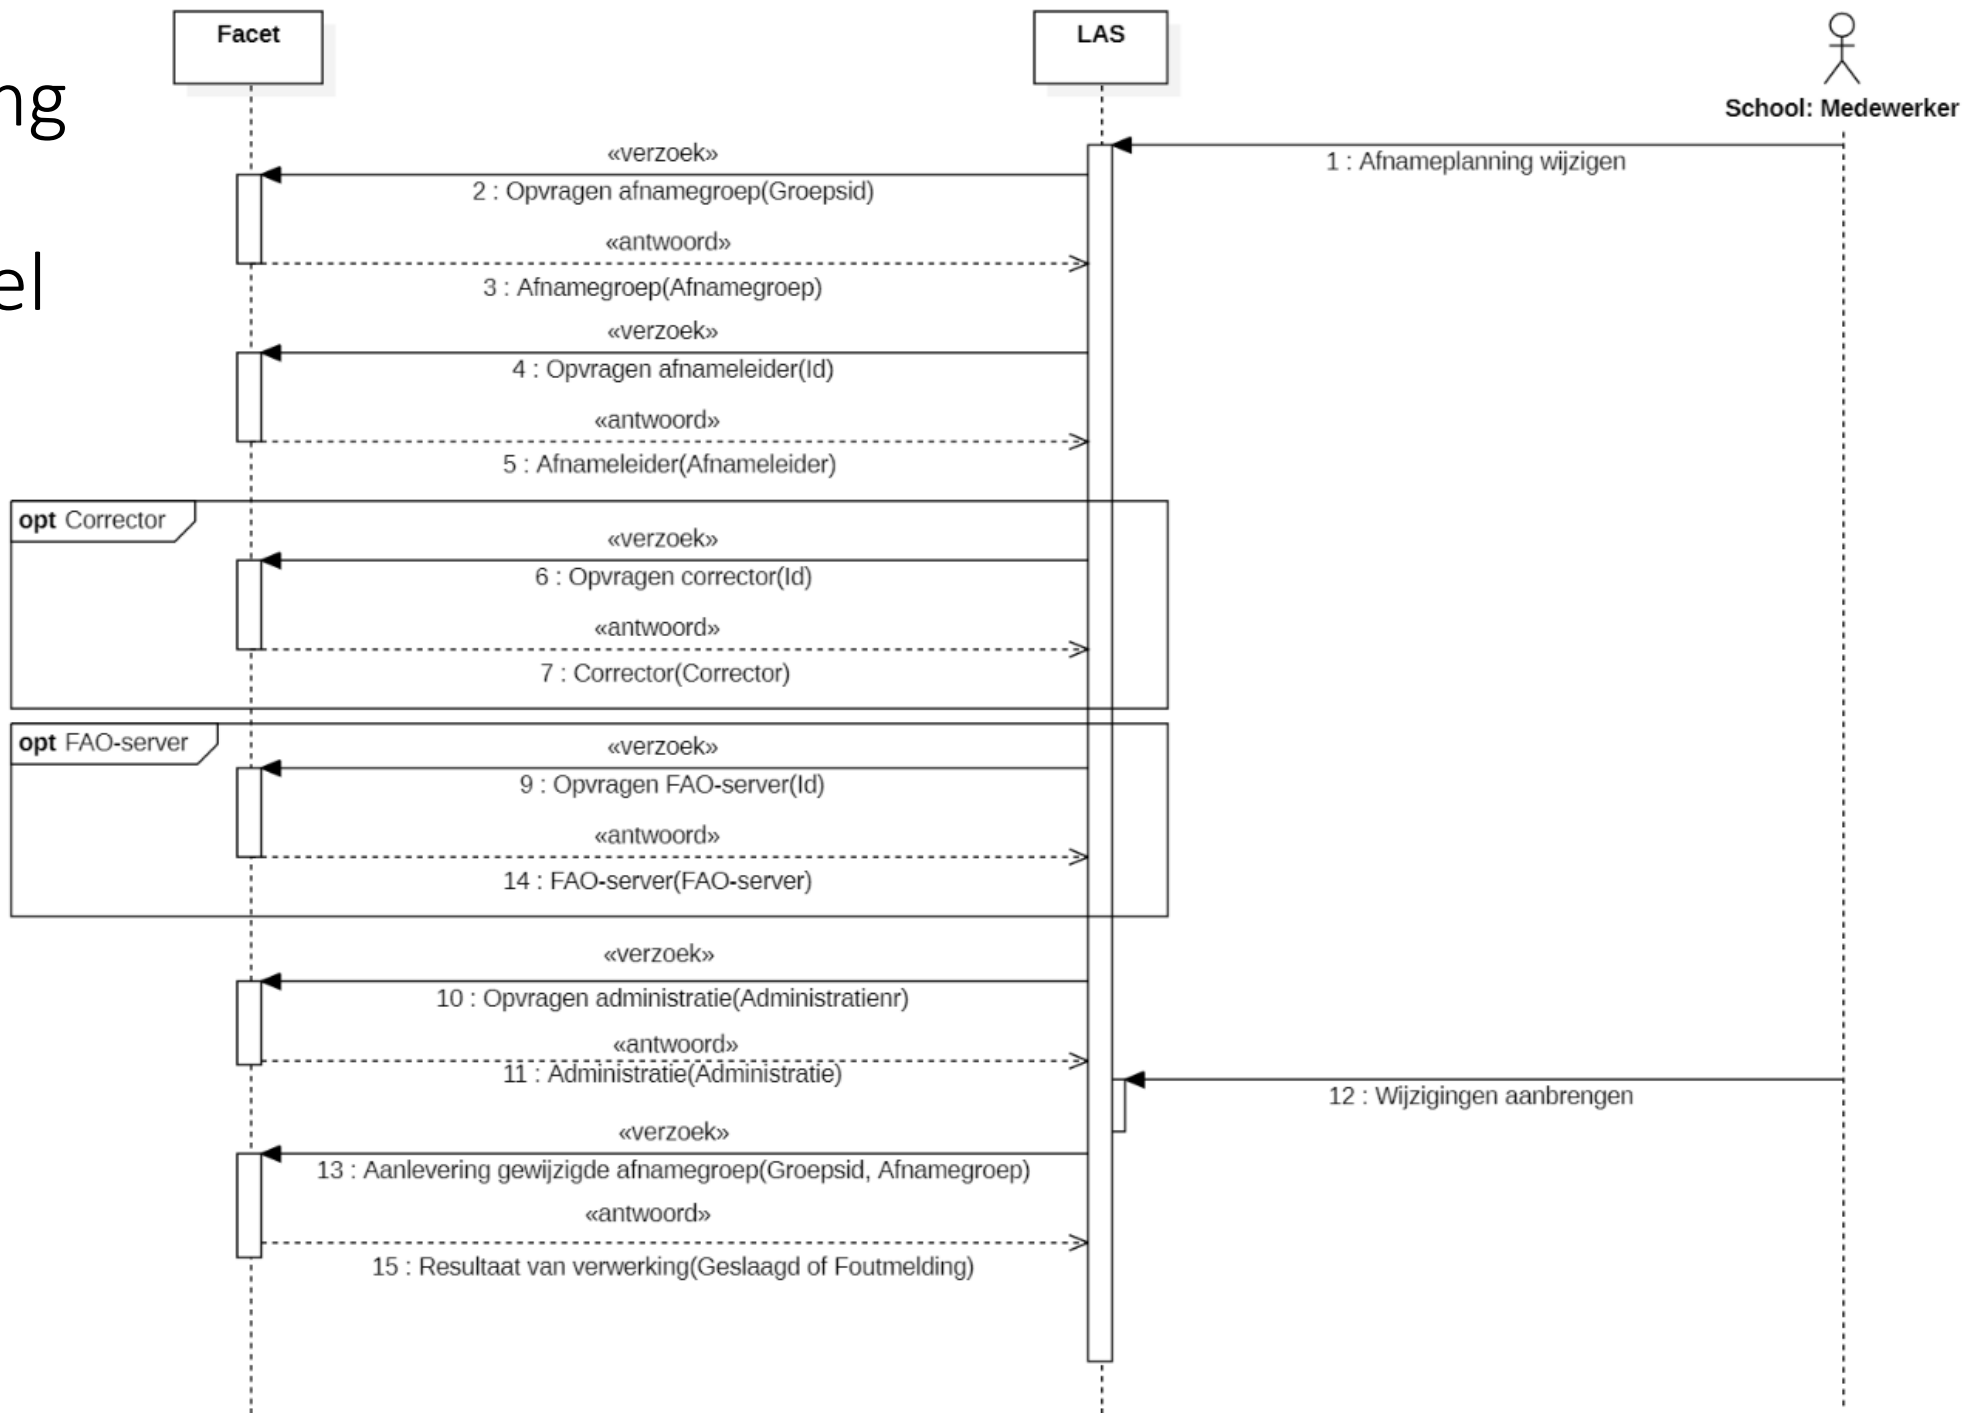 Facet
LAS
School: Medewerker
ng
el
1 : Afnameplanning wijzigen
«verzoek»
2 : Opvragen afnamegroep(Groepsid)
«antwoord»
3 : Afnamegroep(Afnamegroep)
«verzoek»
4 : Opvragen afnameleider(Id)
«antwoord»
5 : Afnameleider(Afnameleider)
opt Corrector
«verzoek»
6 : Opvragen corrector(Id)
«antwoord»
7 : Corrector(Corrector)
opt FAO-server
«verzoek»
9 : Opvragen FAO-server(Id)
«antwoord»
14 : FAO-server(FAO-server)
«verzoek»
10 : Opvragen administratie(Administratienr)
«antwoord»
11 : Administratie(Administratie)
12 : Wijzigingen aanbrengen
«verzoek»
13 : Aanlevering gewijzigde afnamegroep(Groepsid, Afnamegroep)
«antwoord»
15 : Resultaat van verwerking(Geslaagd of Foutmelding)